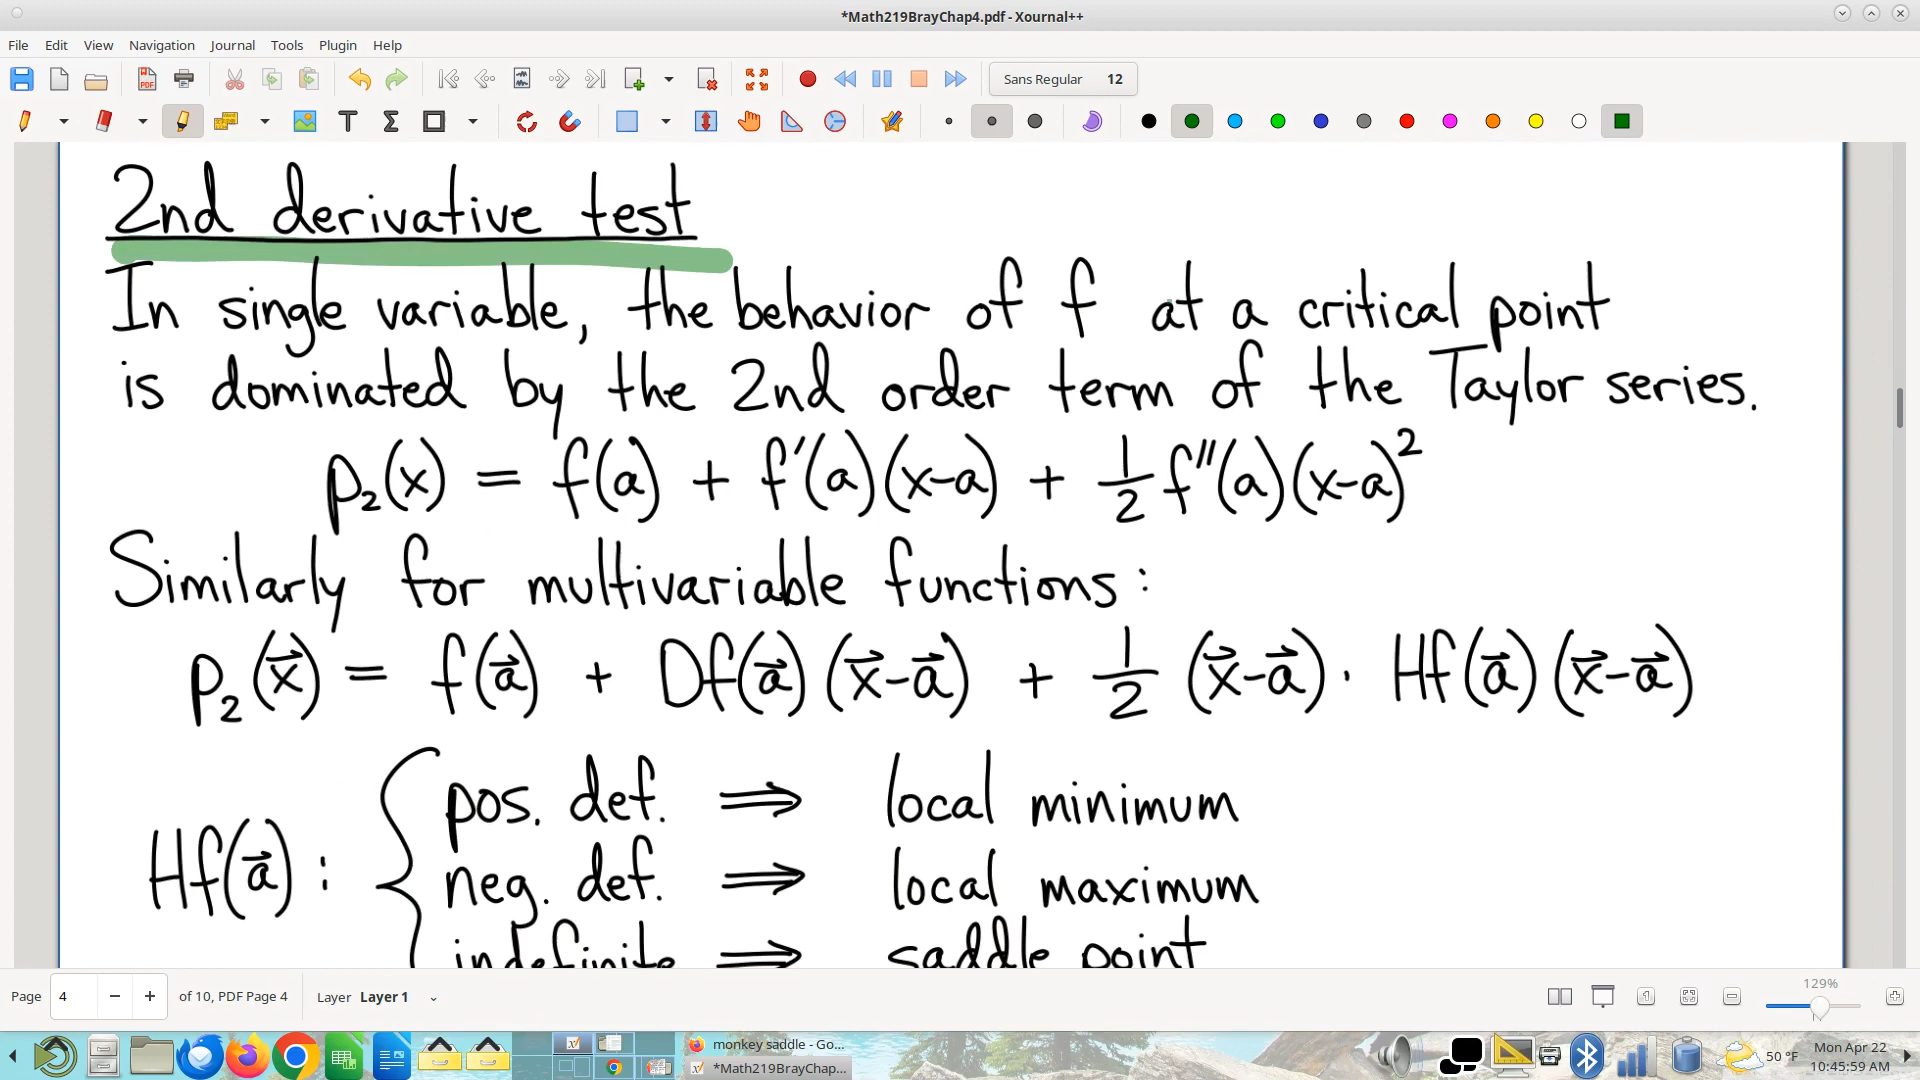 *Math219BrayChap4.pdf - Xournal++
File Edit View Navigation Journal Tools Plugin Help
Sans Regular 12
2nd derivative test
In single variable, the behavior of f at a critical point
is dominated by the 2nd order term of the Taylor series.
p₂(x) = f(a) + f'(a)(x-a) + 1/2 f''(a)(x-a)²
Similarly for multivariable functions:
p₂(x⃗) = f(a⃗) + Df(a⃗)(x⃗-a⃗) + 1/2 (x⃗-a⃗) · Hf(a⃗)(x⃗-a⃗)
pos. def. ⟹ local minimum
Hf(a⃗) : { neg. def. ⟹ local maximum
indefinite ⟹ saddle point
Page 4 of 10, PDF Page 4 Layer Layer 1
129%
monkey saddle - Go...
*Math219BrayChap...
50 °F
Mon Apr 22
10:45:59 AM